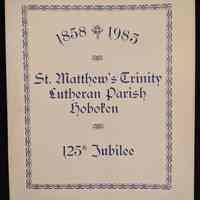 1858 1983
St. Matthew's Trinity
Lutheran Parish
Hoboken
125th Jubilee